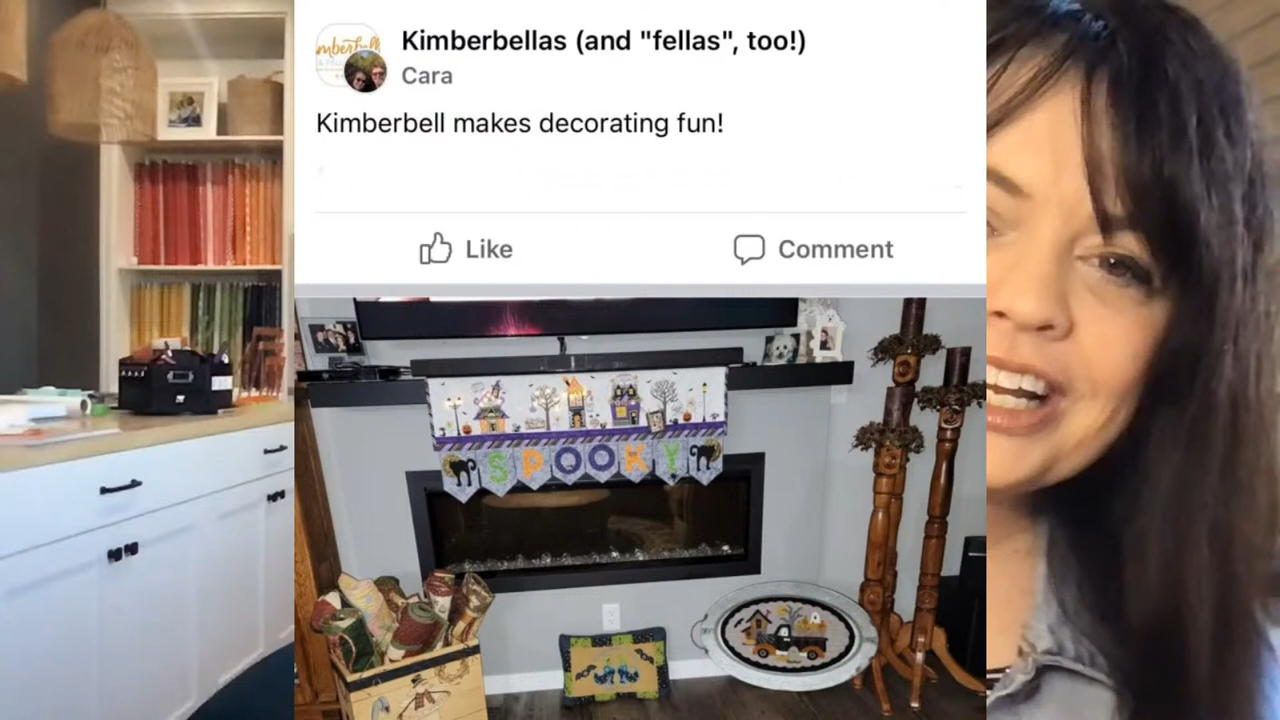 Kimberbellas (and "fellas", too!)
Cara
Kimberbell makes decorating fun!
Like
Comment
SPOOKY